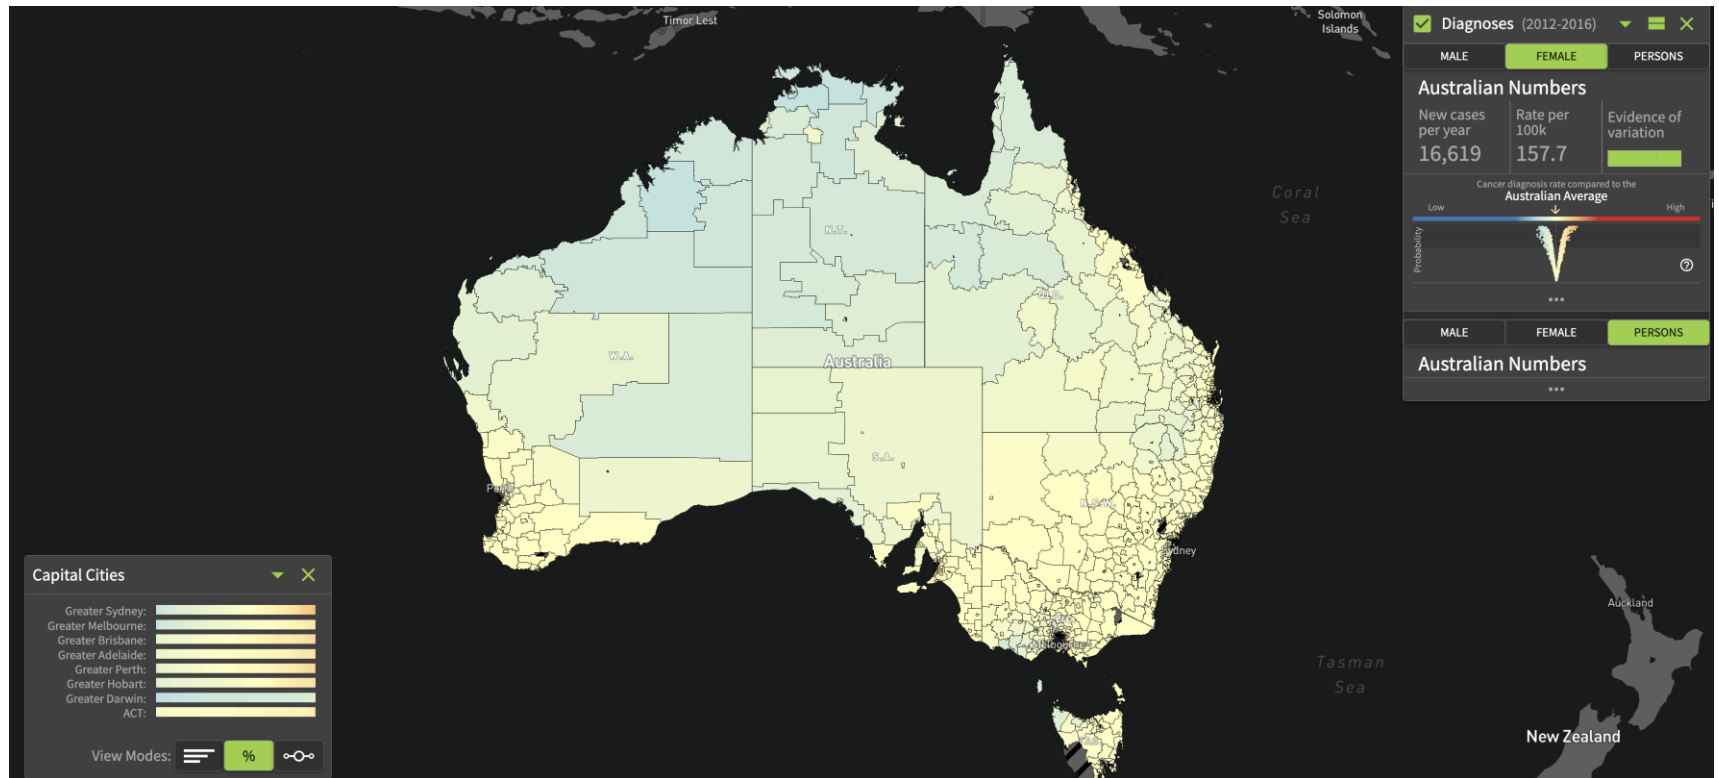 Timor Lest
Solomon
Islands
Coral
Sea
N.T.
QLD.
W.A.
Australia
S.A.
N.S.W.
Sydney
Tasman
Sea
Auckland
New Zealand
Diagnoses (2012-2016)
MALE FEMALE PERSONS
Australian Numbers
New cases
per year
16,619
Rate per
100k
157.7
Evidence of
variation
Cancer diagnosis rate compared to the
Australian Average
Low High
Probability
MALE FEMALE PERSONS
Australian Numbers
Capital Cities
Greater Sydney:
Greater Melbourne:
Greater Brisbane:
Greater Adelaide:
Greater Perth:
Greater Hobart:
Greater Darwin:
ACT:
View Modes: %